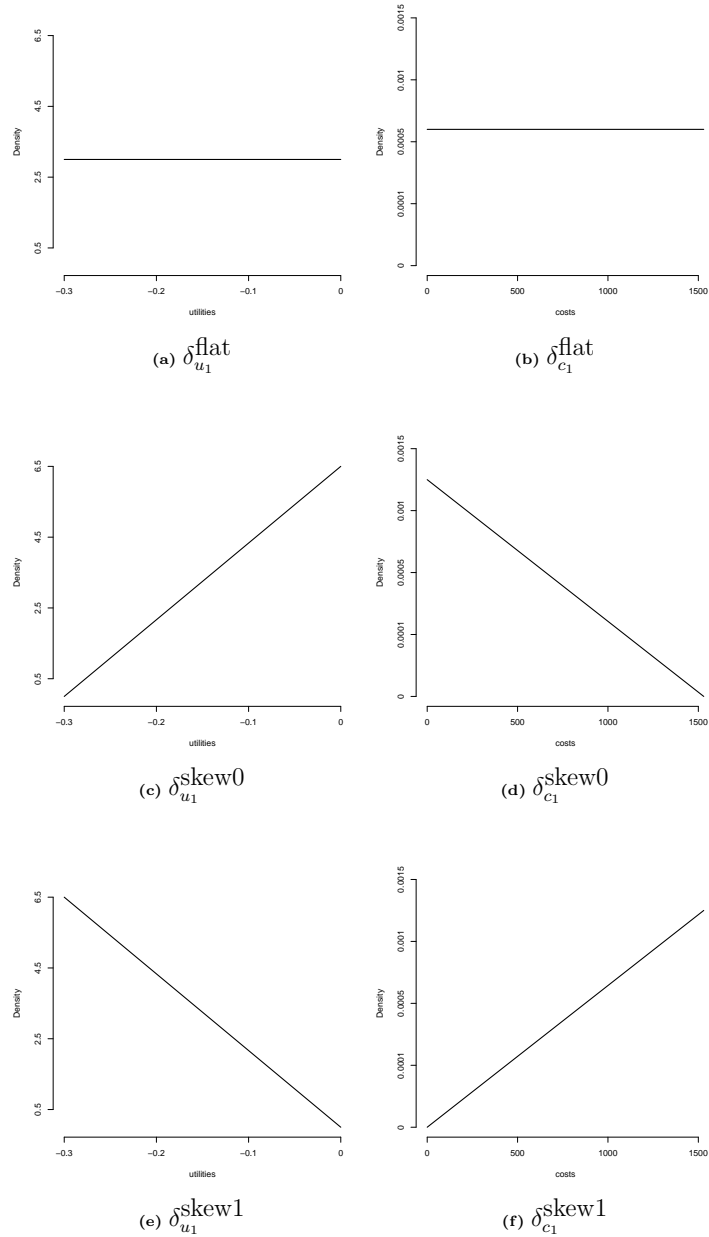 6.5
4.5
2.5
0.5
Density
−0.3
−0.2
−0.1
0
utilities
(a) δ_{u_1}^{flat}
0.0015
0.001
0.0005
0.0001
0
Density
0
500
1000
1500
costs
(b) δ_{c_1}^{flat}
6.5
4.5
2.5
0.5
Density
−0.3
−0.2
−0.1
0
utilities
(c) δ_{u_1}^{skew0}
0.0015
0.001
0.0005
0.0001
0
Density
0
500
1000
1500
costs
(d) δ_{c_1}^{skew0}
6.5
4.5
2.5
0.5
Density
−0.3
−0.2
−0.1
0
utilities
(e) δ_{u_1}^{skew1}
0.0015
0.001
0.0005
0.0001
0
Density
0
500
1000
1500
costs
(f) δ_{c_1}^{skew1}